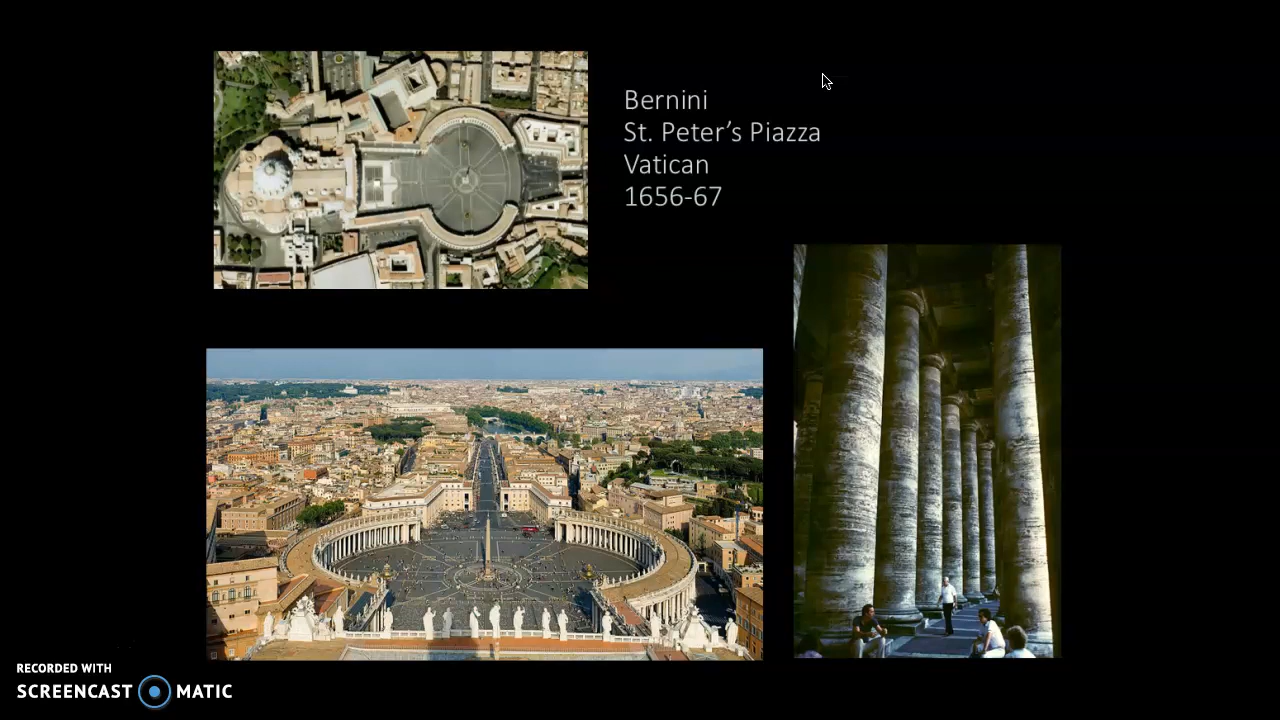 Bernini
St. Peter’s Piazza
Vatican
1656-67
RECORDED WITH
SCREENCAST MATIC